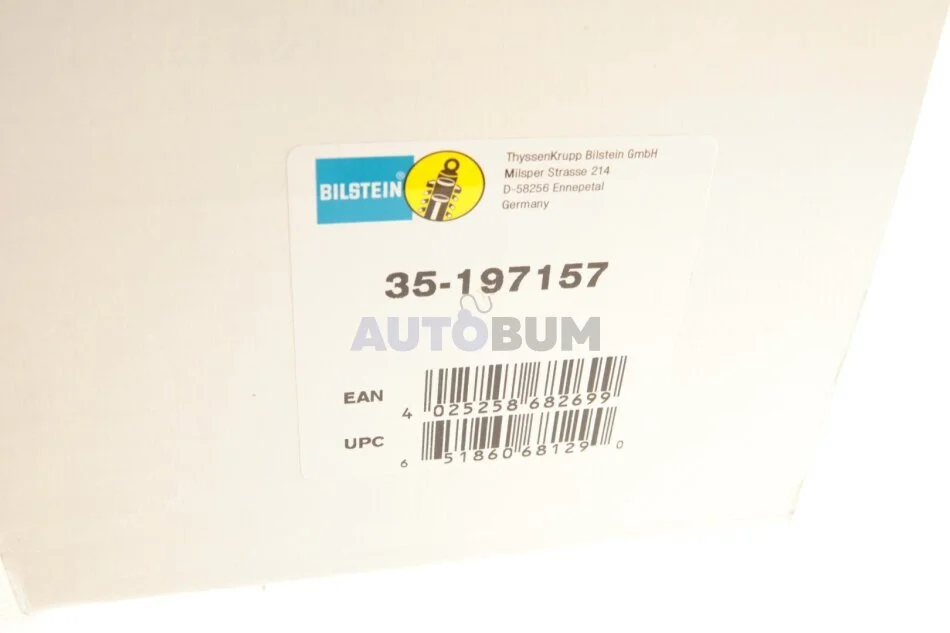 BILSTEIN®
ThyssenKrupp Bilstein GmbH
Milsper Strasse 214
D-58256 Ennepetal
Germany
35-197157
AUTOBUM
EAN
4 025258 682699
UPC
6 51860 68129 0